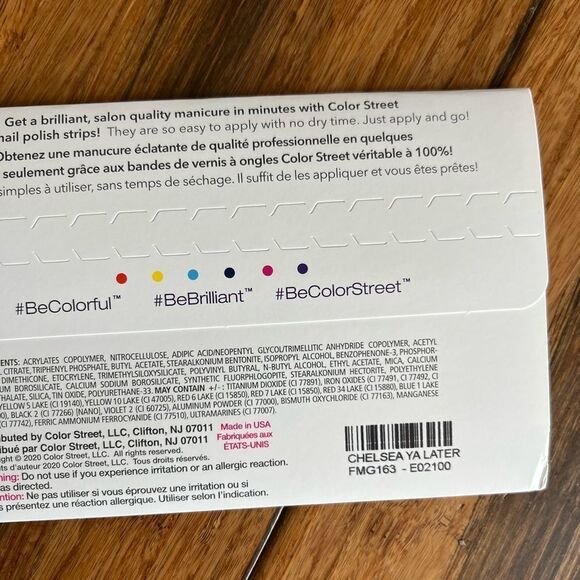 Get a brilliant, salon quality manicure in minutes with Color Street
nail polish strips! They are so easy to apply with no dry time. Just apply and go!
Obtenez une manucure éclatante de qualité professionnelle en quelques
seulement grâce aux bandes de vernis à ongles Color Street véritable à 100%!
simples à utiliser, sans temps de séchage. Il suffit de les appliquer et vous êtes prêtes!
#BeColorful™ #BeBrilliant™ #BeColorStreet™
ENTS: ACRYLATES COPOLYMER, NITROCELLULOSE, ADIPIC ACID/NEOPENTYL GLYCOL/TRIMELLITIC ANHYDRIDE COPOLYMER, ACETYL
CITRATE, TRIPHENYL PHOSPHATE, BUTYL ACETATE, STEARALKONIUM BENTONITE, ISOPROPYL ALCOHOL, BENZOPHENONE-3, PHOSPHOR-
DIMETHICONE, ETOCRYLENE, TRIMETHYLSILOXYSILICATE, POLYVINYL BUTYRAL, N-BUTYL ALCOHOL, ETHYL ACETATE, MICA, CALCIUM
BOROSILICATE, CALCIUM SODIUM BOROSILICATE, SYNTHETIC FLUORPHLOGOPITE, STEARALKONIUM HECTORITE, POLYETHYLENE
THALATE, SILICA, TIN OXIDE, POLYURETHANE-33. MAY CONTAIN +/- : TITANIUM DIOXIDE (CI 77891), IRON OXIDES (CI 77491, CI 77492, CI
YELLOW 5 LAKE (CI 19140), YELLOW 10 LAKE (CI 47005), RED 6 LAKE (CI 15850), RED 7 LAKE (CI 15850), RED 34 LAKE (CI 15880), BLUE 1 LAKE
BLACK 2 (CI 77266) [NANO], VIOLET 2 (CI 60725), ALUMINUM POWDER (CI 77000), BISMUTH OXYCHLORIDE (CI 77163), MANGANESE
77742), FERRIC AMMONIUM FERROCYANIDE (CI 77510), ULTRAMARINES (CI 77007).
ributed by Color Street, LLC, Clifton, NJ 07011 Made in USA
ribué par Color Street, LLC, Clifton, NJ 07011 Fabriquées aux
right © 2020 Color Street, LLC. All rights reserved. ÉTATS-UNIS
s d'auteur 2020 Color Street, LLC. Tous droits réservés.
ning: Do not use if you experience irritation or an allergic reaction.
as directed.
ention: Ne pas utiliser si vous éprouvez une irritation ou si
présentez une réaction allergique. Utiliser selon l'indication.
CHELSEA YA LATER
FMG163 - E02100